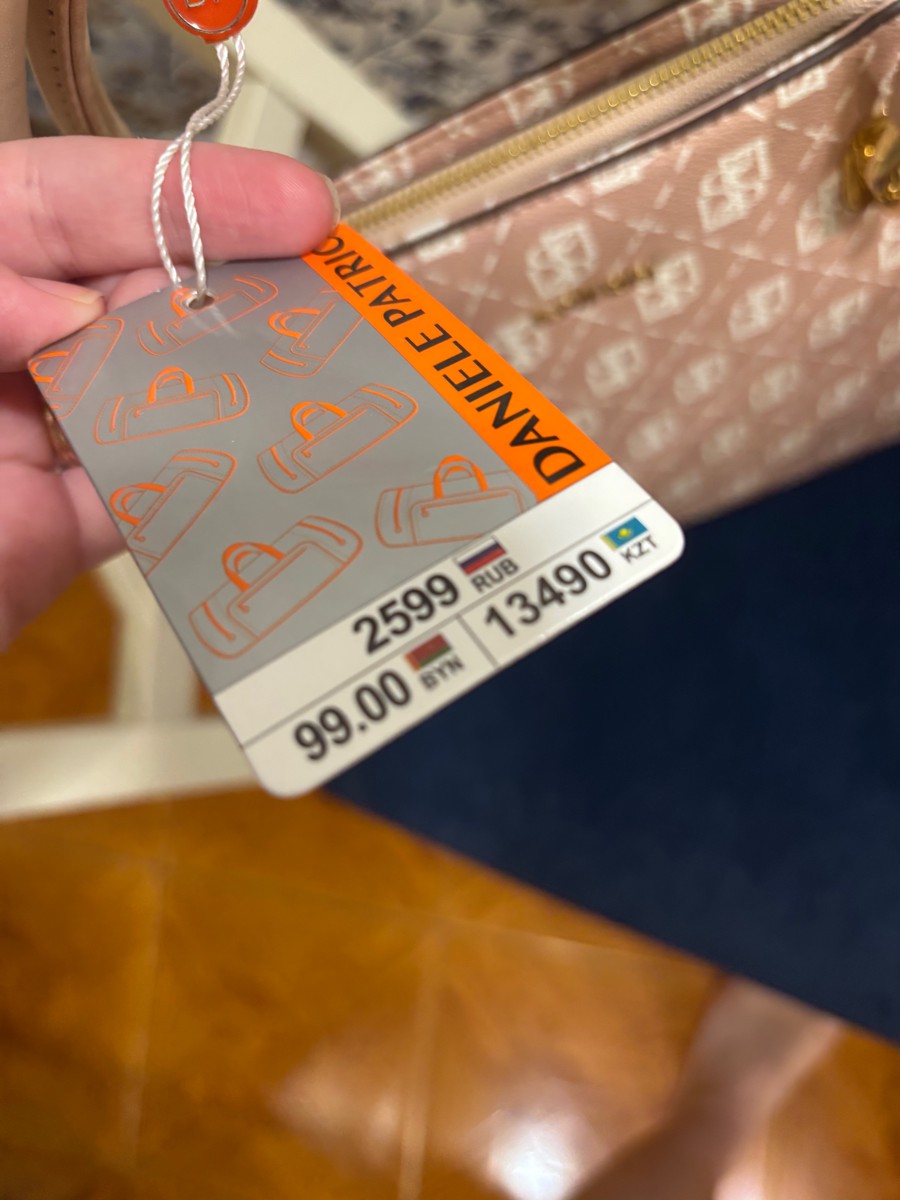 DANIELE PATRIC
2599 RUB
99.00 BYN
13490 KZT